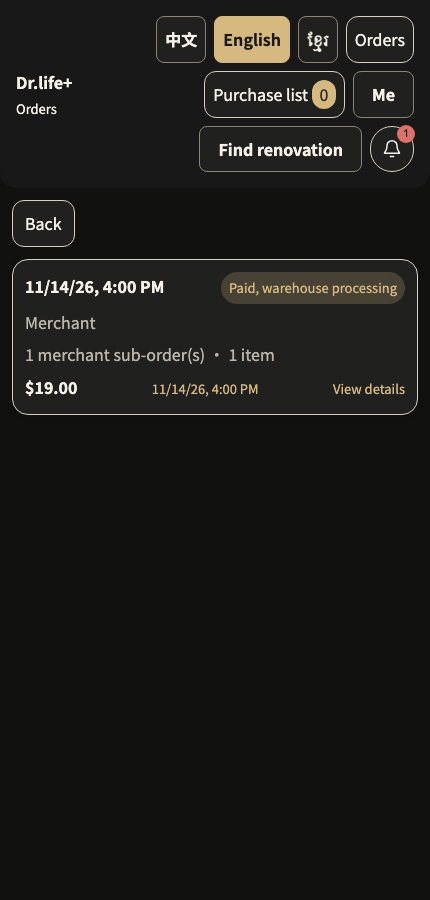 中文 English ខ្មែរ Orders
Dr.life+
Orders
Purchase list 0 Me
Find renovation 1
Back
11/14/26, 4:00 PM Paid, warehouse processing
Merchant
1 merchant sub-order(s) • 1 item
$19.00 11/14/26, 4:00 PM View details